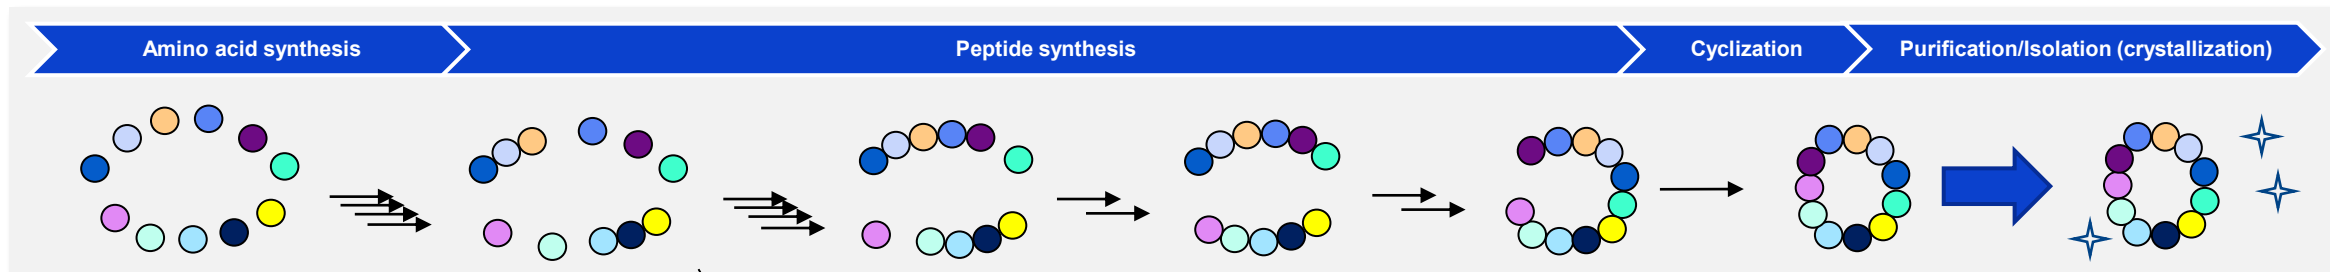 Amino acid synthesis
Peptide synthesis
Cyclization
Purification/Isolation (crystallization)